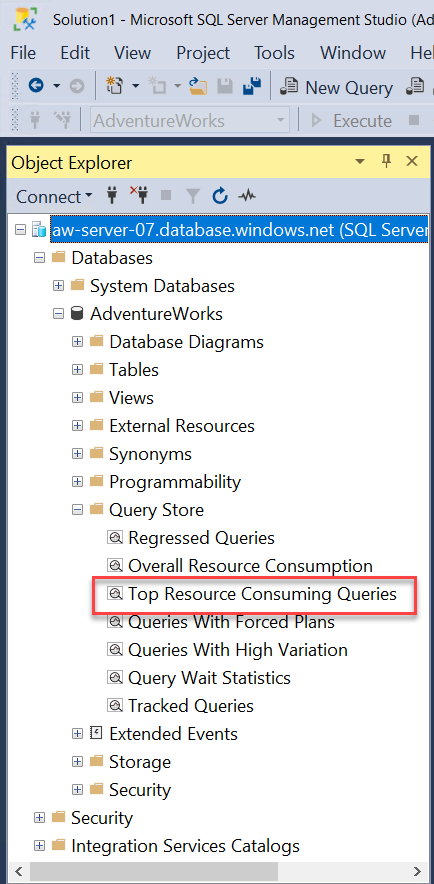 Solution1 - Microsoft SQL Server Management Studio (Ad
File Edit View Project Tools Window Hel
New Query
AdventureWorks Execute
Object Explorer
Connect
aw-server-07.database.windows.net (SQL Server
Databases
System Databases
AdventureWorks
Database Diagrams
Tables
Views
External Resources
Synonyms
Programmability
Query Store
Regressed Queries
Overall Resource Consumption
Top Resource Consuming Queries
Queries With Forced Plans
Queries With High Variation
Query Wait Statistics
Tracked Queries
Extended Events
Storage
Security
Security
Integration Services Catalogs